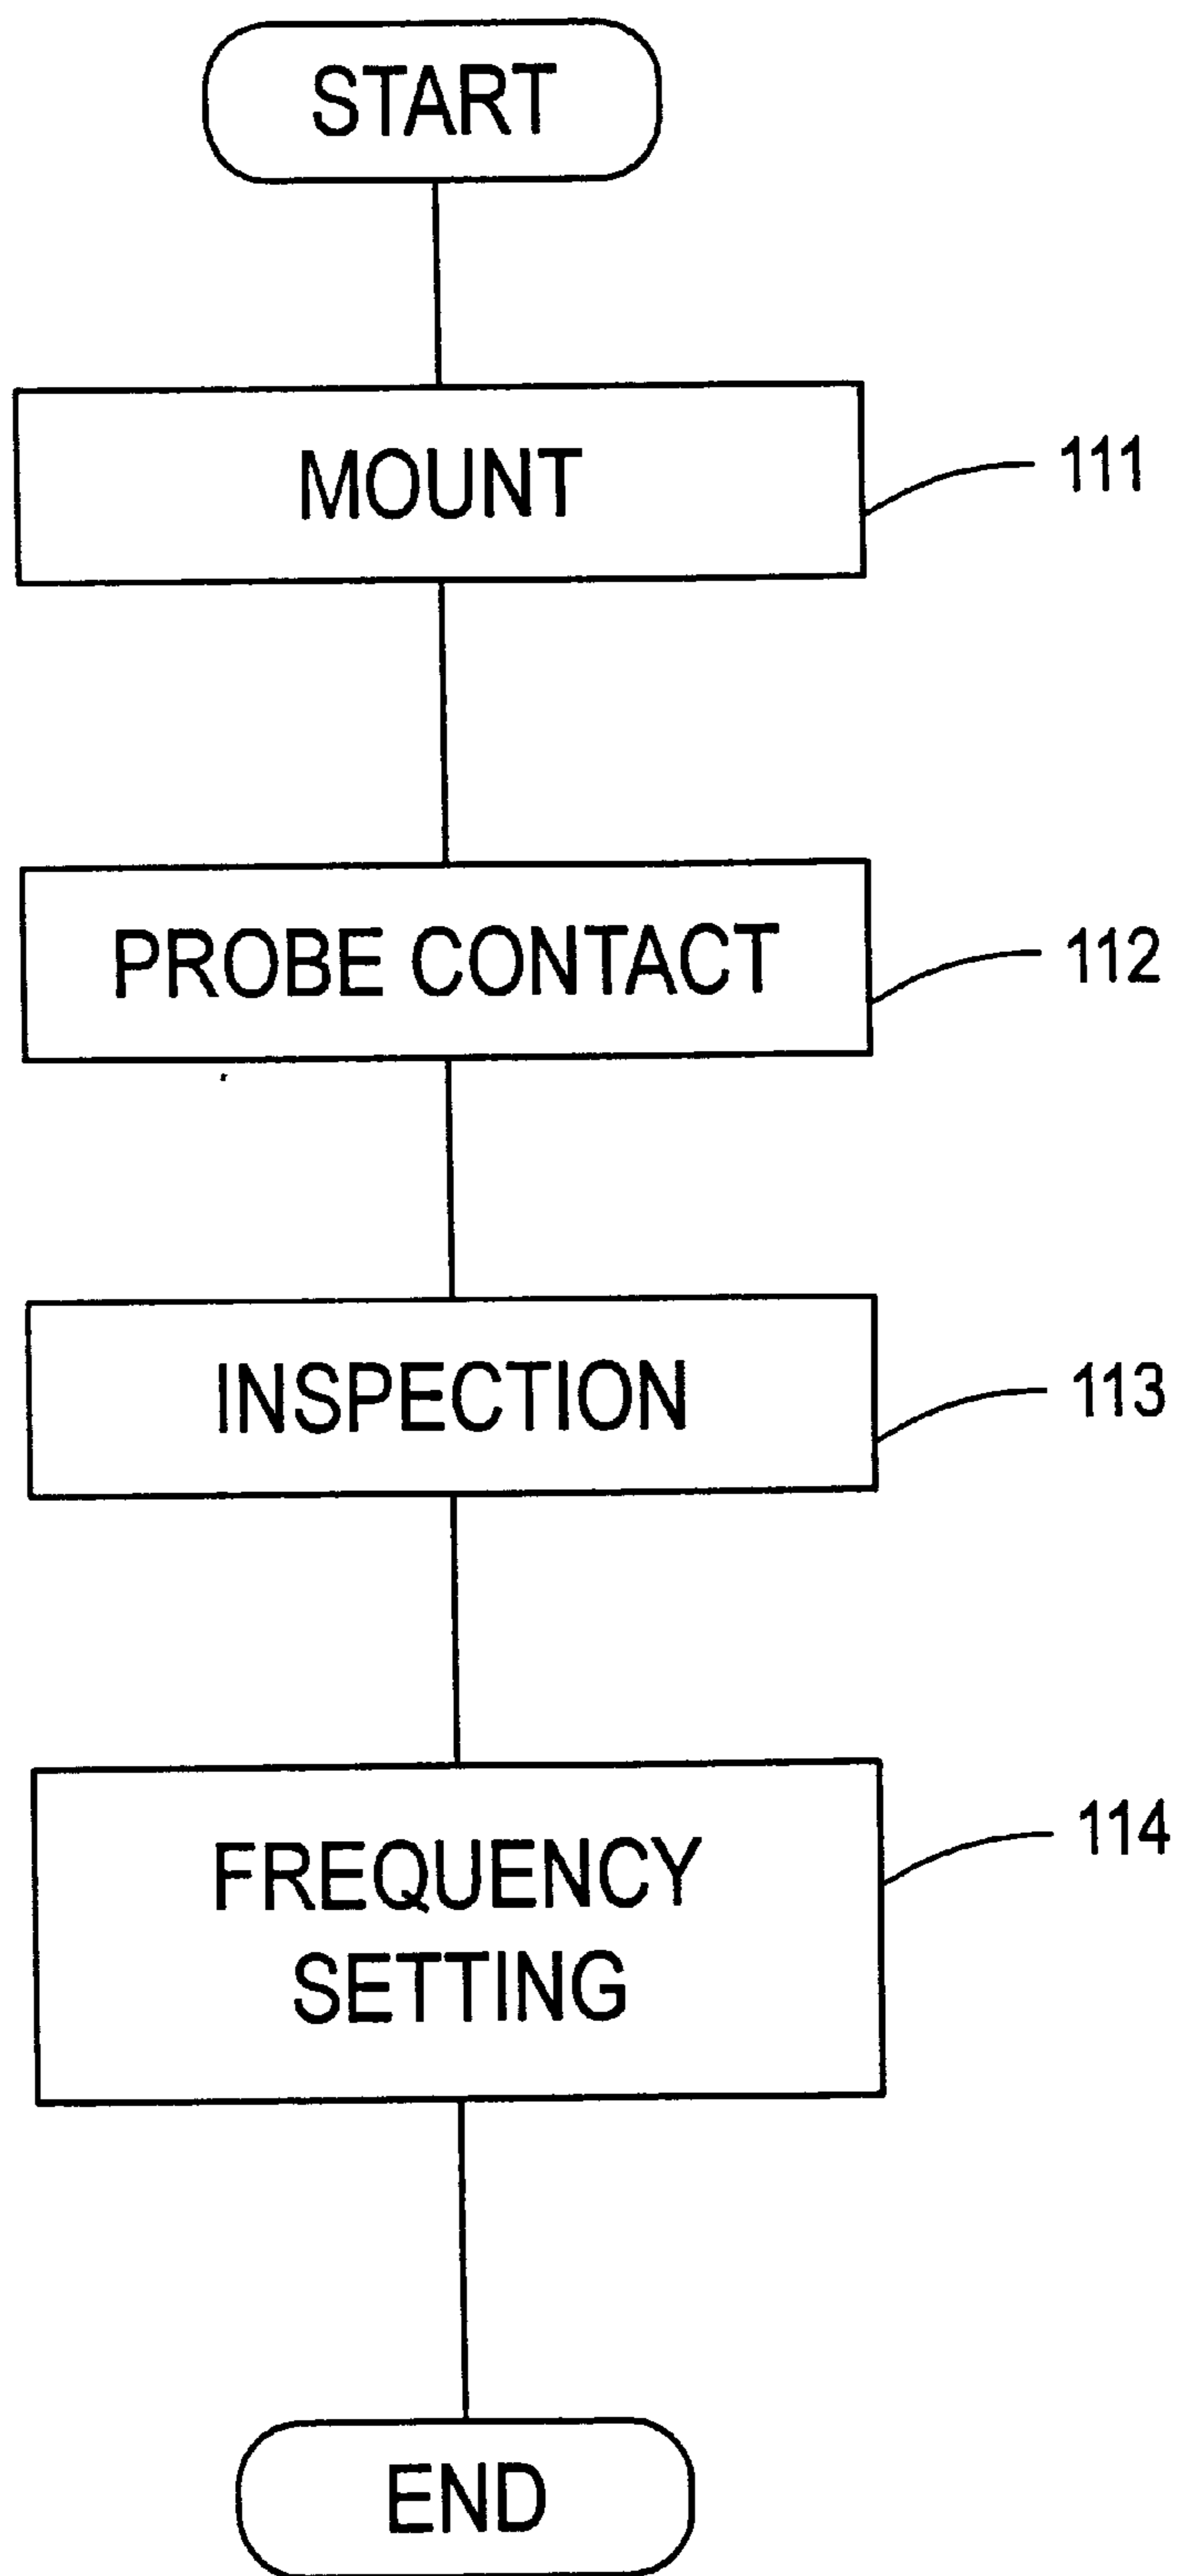 START
MOUNT
111
PROBE CONTACT
112
INSPECTION
113
FREQUENCY
SETTING
114
END